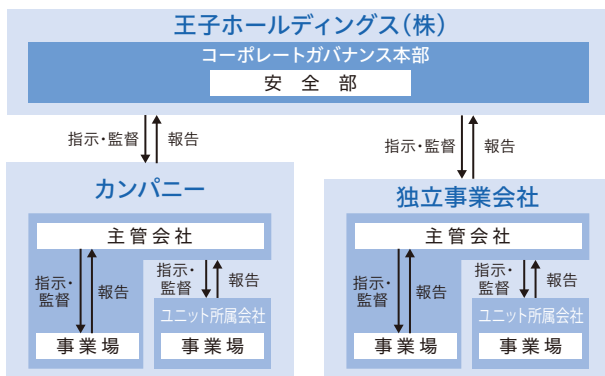 王子ホールディングス(株)
コーポレートガバナンス本部
安全部
指示・監督
報告
指示・監督
報告
カンパニー
主管会社
指示・
監督
報告
指示・
監督
報告
ユニット所属会社
事業場
事業場
独立事業会社
主管会社
指示・
監督
報告
指示・
監督
報告
ユニット所属会社
事業場
事業場